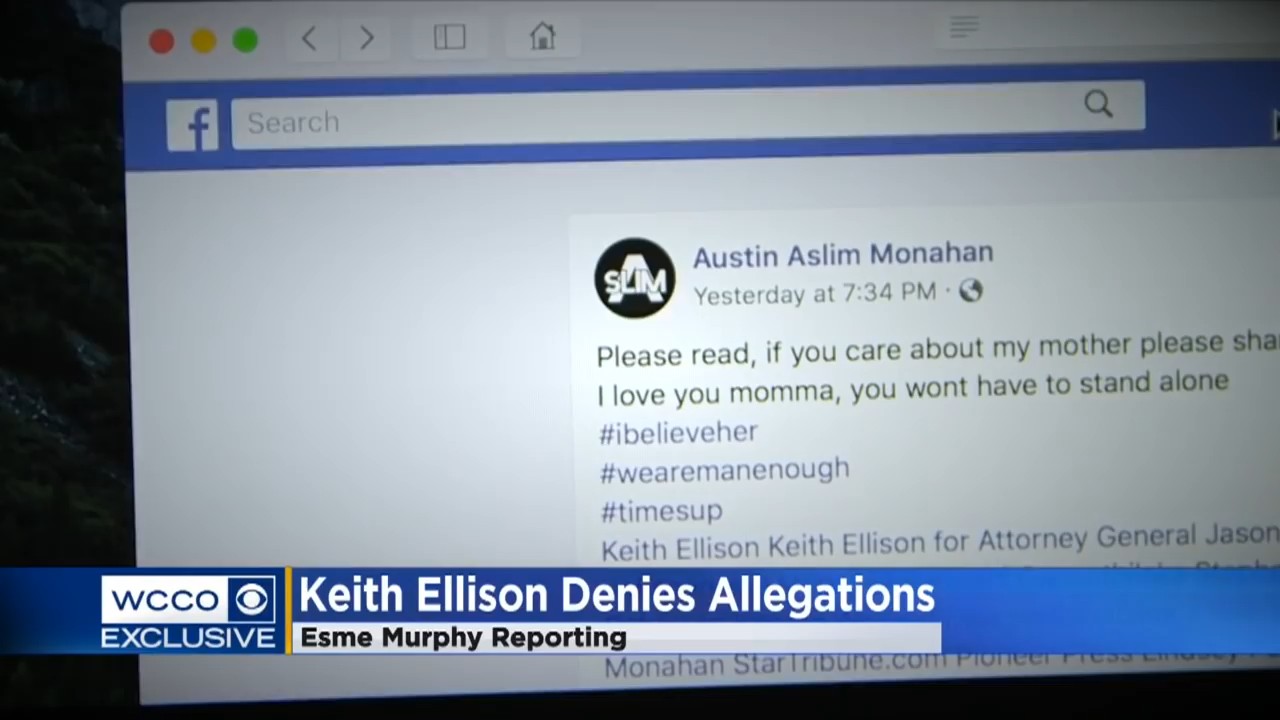 Search
SLIM A
Austin Aslim Monahan
Yesterday at 7:34 PM ·
Please read, if you care about my mother please sha
I love you momma, you wont have to stand alone
#ibelieveher
#wearemanenough
#timesup
Keith Ellison Keith Ellison for Attorney General Jason
WCCO
EXCLUSIVE
Keith Ellison Denies Allegations
Esme Murphy Reporting
Monahan StarTribune.com Pioneer Press Lindsey